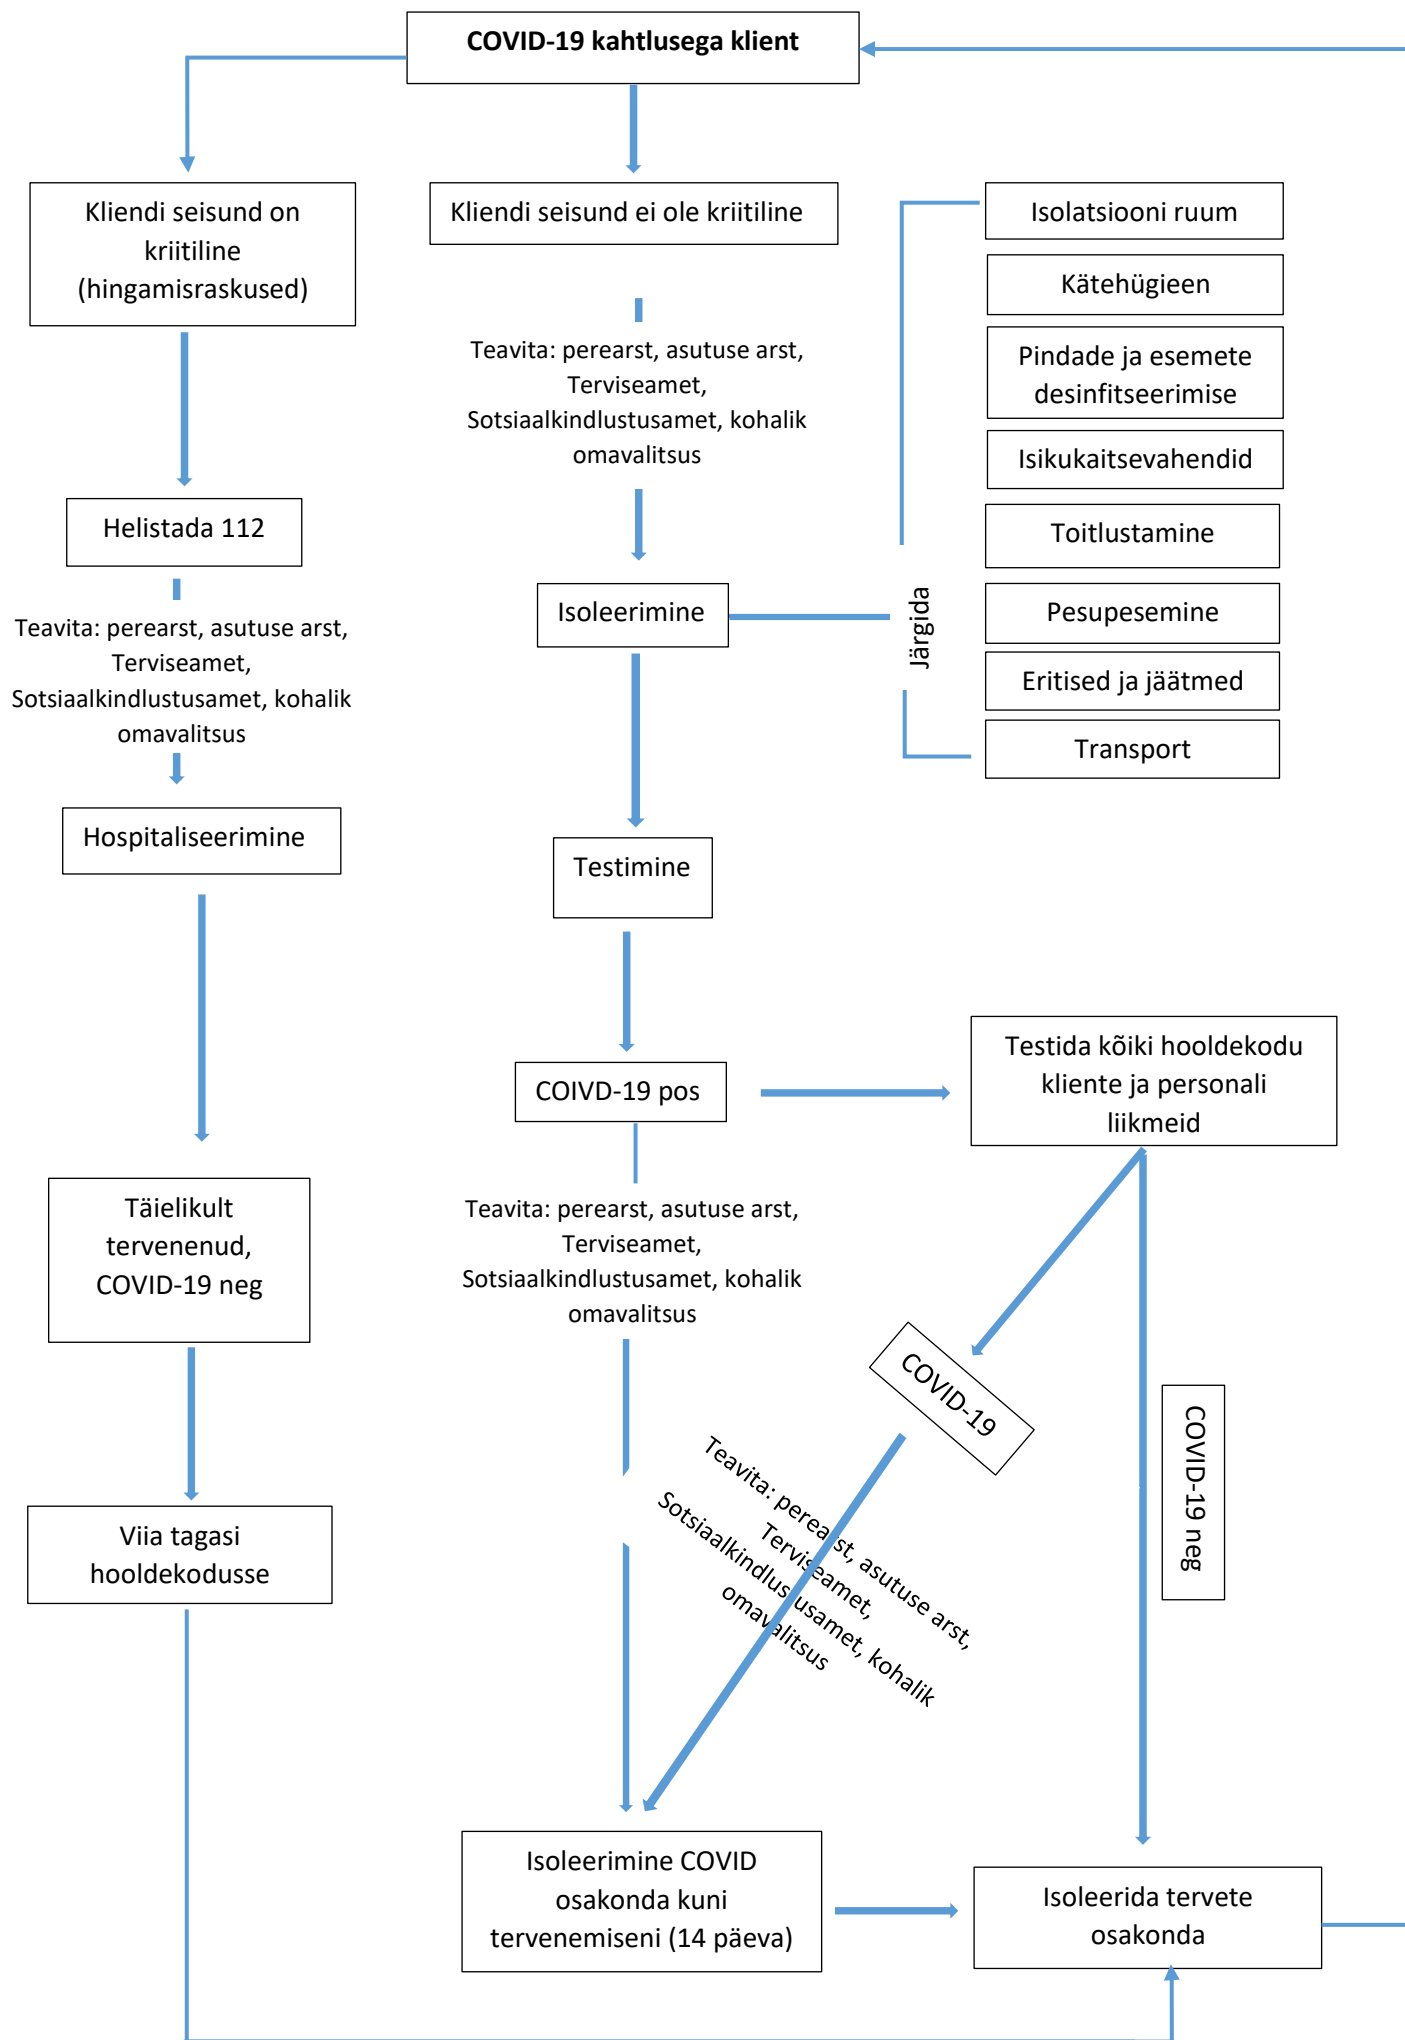 COVID-19 kahtlusega klient
Kliendi seisund on
kriitiline
(hingamisraskused)
Helistada 112
Teavita: perearst, asutuse arst,
Terviseamet,
Sotsiaalkindlustusamet, kohalik
omavalitsus
Hospitaliseerimine
Täielikult
tervenenud,
COVID-19 neg
Viia tagasi
hooldekodusse
Kliendi seisund ei ole kriitiline
Teavita: perearst, asutuse arst,
Terviseamet,
Sotsiaalkindlustusamet, kohalik
omavalitsus
Isoleerimine
Järgida
Isolatsiooni ruum
Kätehügieen
Pindade ja esemete
desinfitseerimise
Isikukaitsevahendid
Toitlustamine
Pesupesemine
Eritised ja jäätmed
Transport
Testimine
COIVD-19 pos
Testida kõiki hooldekodu
kliente ja personali
liikmeid
Teavita: perearst, asutuse arst,
Terviseamet,
Sotsiaalkindlustusamet, kohalik
omavalitsus
COVID-19
Teavita: perearst, asutuse arst,
Terviseamet,
Sotsiaalkindlustusamet, kohalik
omavalitsus
COVID-19 neg
Isoleerimine COVID
osakonda kuni
tervenemiseni (14 päeva)
Isoleerida tervete
osakonda